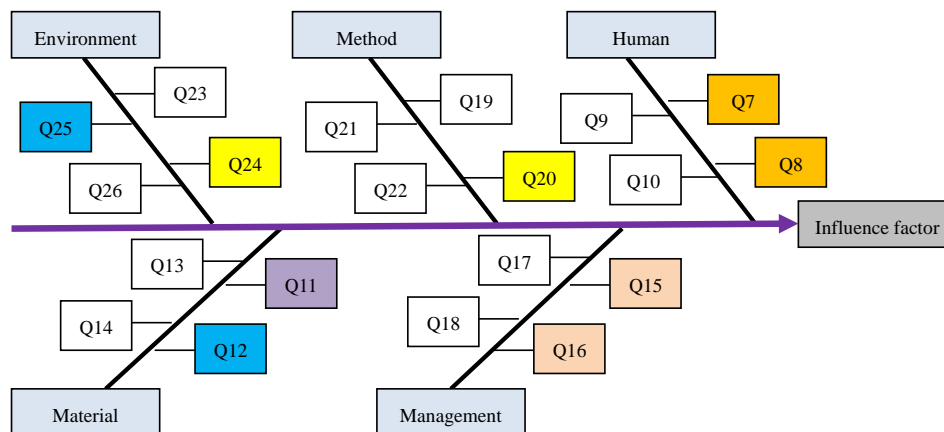 Environment
Method
Human
Q23
Q25
Q24
Q26
Q19
Q21
Q20
Q22
Q7
Q9
Q8
Q10
Influence factor
Q13
Q11
Q14
Q12
Q17
Q15
Q18
Q16
Material
Management